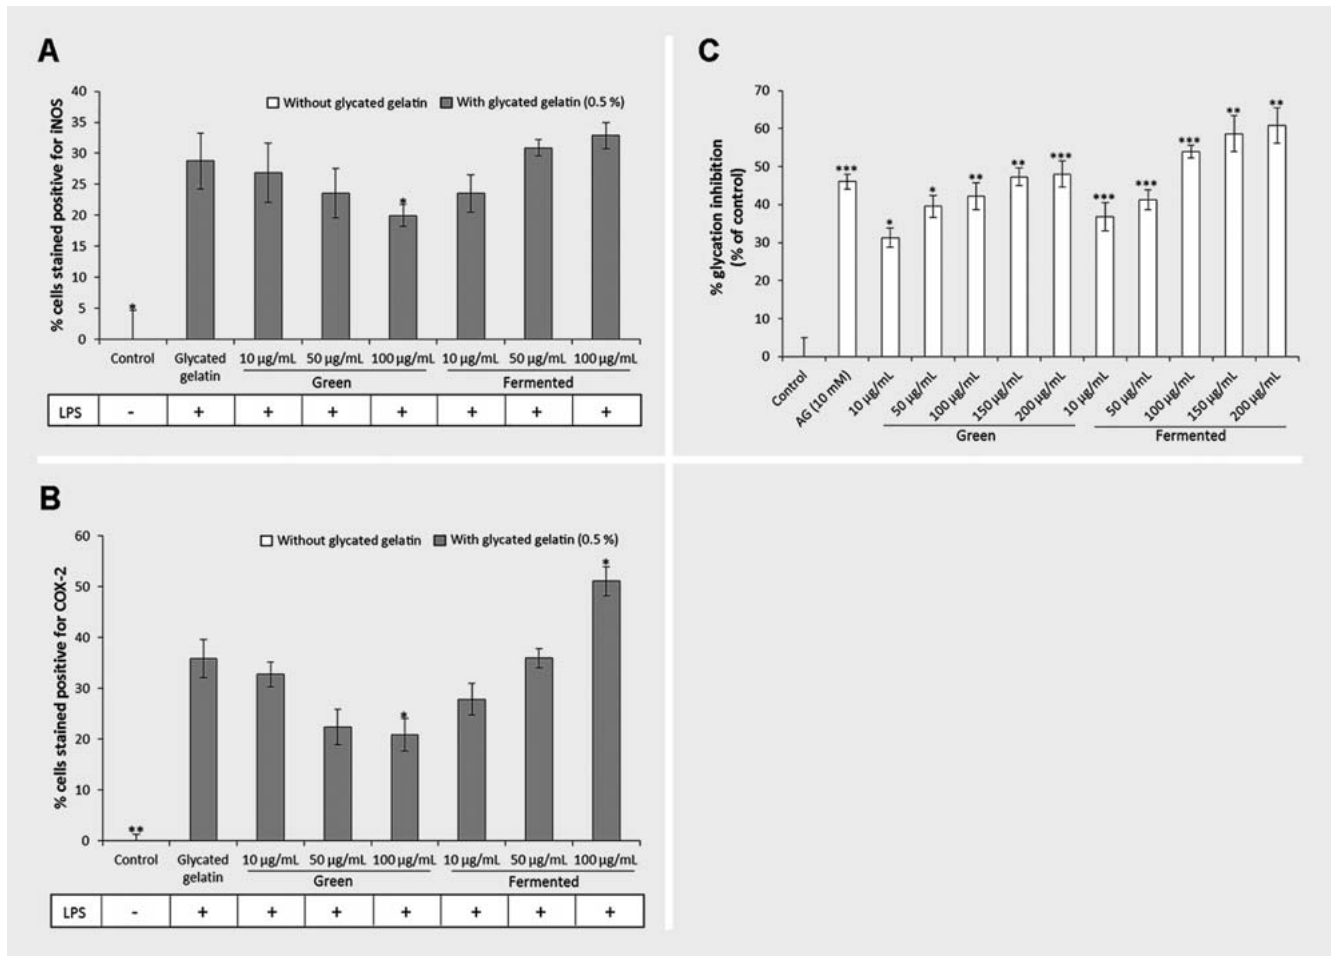 A
% cells stained positive for iNOS
40
35
30
25
20
15
10
5
0
Without glycated gelatin With glycated gelatin (0.5 %)
*
*
Control Glycated gelatin 10 µg/mL 50 µg/mL 100 µg/mL 10 µg/mL 50 µg/mL 100 µg/mL
Green Fermented
LPS - + + + + + + +
B
% cells stained positive for COX-2
60
50
40
30
20
10
0
Without glycated gelatin With glycated gelatin (0.5 %)
**
*
*
Control Glycated gelatin 10 µg/mL 50 µg/mL 100 µg/mL 10 µg/mL 50 µg/mL 100 µg/mL
Green Fermented
LPS - + + + + + + +
C
% glycation inhibition
(% of control)
70
60
50
40
30
20
10
0
*** * * ** ** *** *** *** *** ** **
Control AG (10 mM) 10 µg/mL 50 µg/mL 100 µg/mL 150 µg/mL 200 µg/mL 10 µg/mL 50 µg/mL 100 µg/mL 150 µg/mL 200 µg/mL
Green Fermented